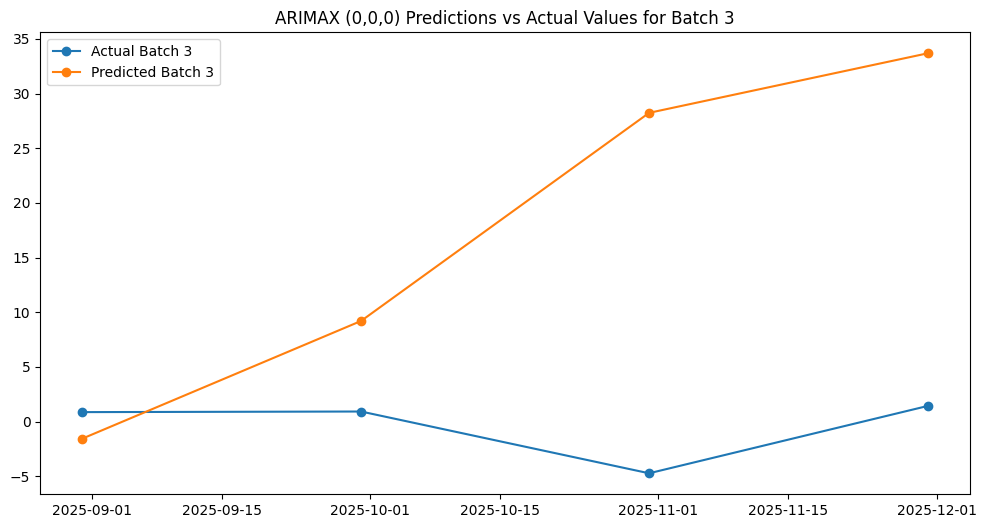 ARIMAX (0,0,0) Predictions vs Actual Values for Batch 3
Actual Batch 3
Predicted Batch 3
35
30
25
20
15
10
5
0
−5
2025-09-01 2025-09-15 2025-10-01 2025-10-15 2025-11-01 2025-11-15 2025-12-01